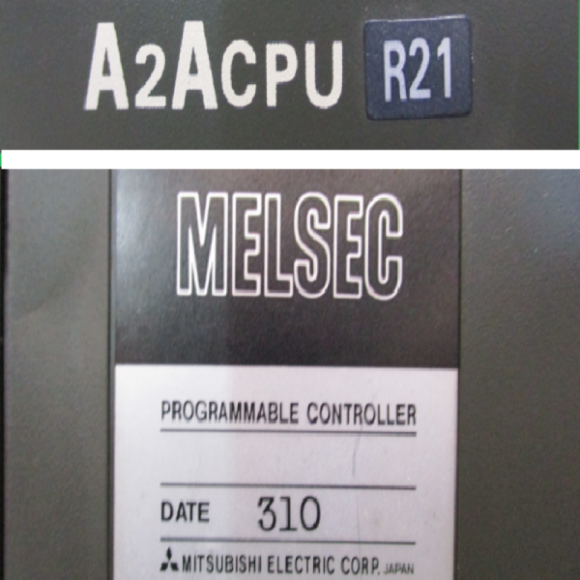 A2ACPU R21
MELSEC
PROGRAMMABLE CONTROLLER
DATE 310
MITSUBISHI ELECTRIC CORP. JAPAN